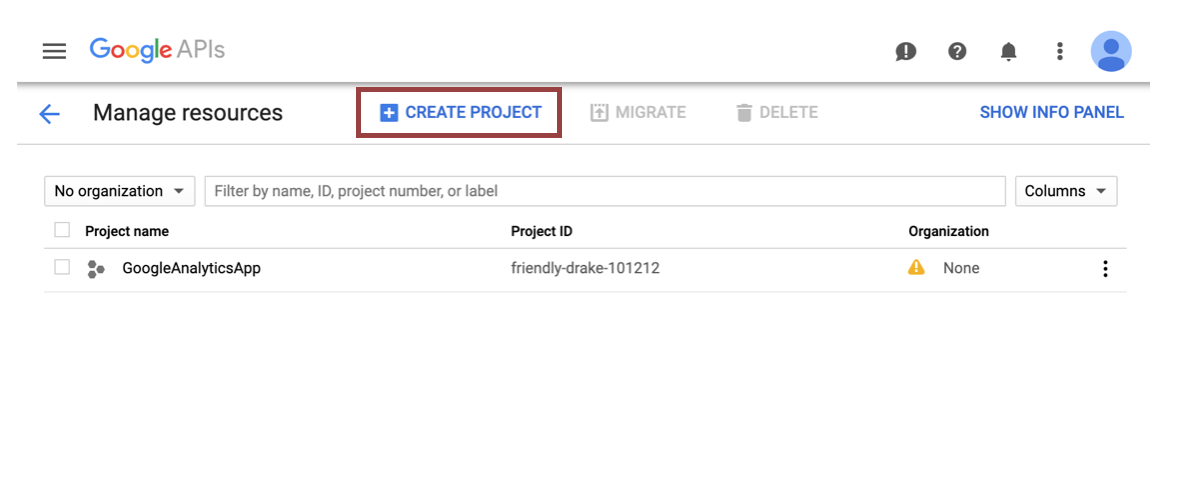 Google APIs
Manage resources CREATE PROJECT MIGRATE DELETE SHOW INFO PANEL
No organization Filter by name, ID, project number, or label Columns
Project name Project ID Organization
GoogleAnalyticsApp friendly-drake-101212 None